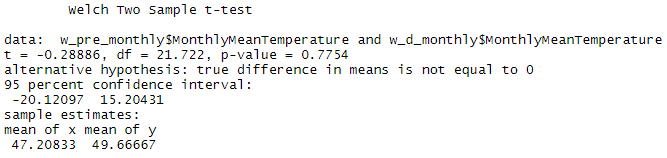 Welch Two Sample t-test
data:  w_pre_monthly$MonthlyMeanTemperature and w_d_monthly$MonthlyMeanTemperature
t = -0.28886, df = 21.722, p-value = 0.7754
alternative hypothesis: true difference in means is not equal to 0
95 percent confidence interval:
-20.12097  15.20431
sample estimates:
mean of x mean of y
47.20833  49.66667